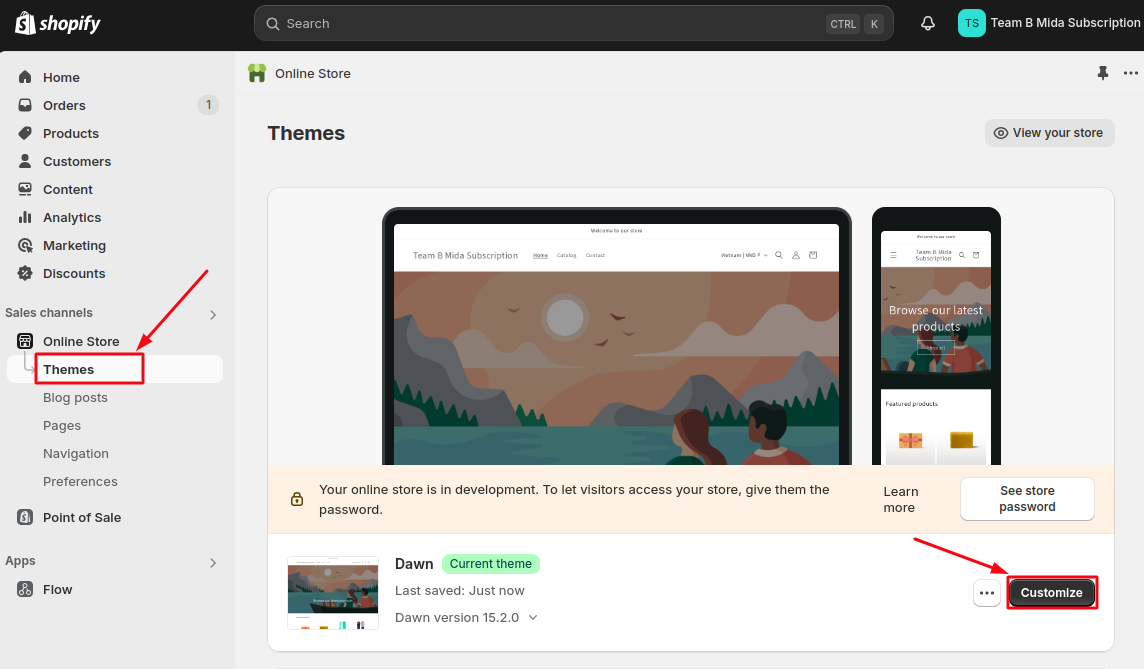 shopify
Search
CTRL K
TS
Team B Mida Subscription
Home
Orders
1
Products
Customers
Content
Analytics
Marketing
Discounts
Sales channels
Online Store
Themes
Blog posts
Pages
Navigation
Preferences
Point of Sale
Apps
Flow
Online Store
Themes
View your store
Welcome to our store
Team B Mida Subscription
Home Catalog Contact
Vietnam | VND ₫
Welcome to our store
Team B Mida
Subscription
Browse our latest
products
Shop all
Featured products
Your online store is in development. To let visitors access your store, give them the
password.
Learn
more
See store
password
Dawn
Current theme
Last saved: Just now
Dawn version 15.2.0
Customize